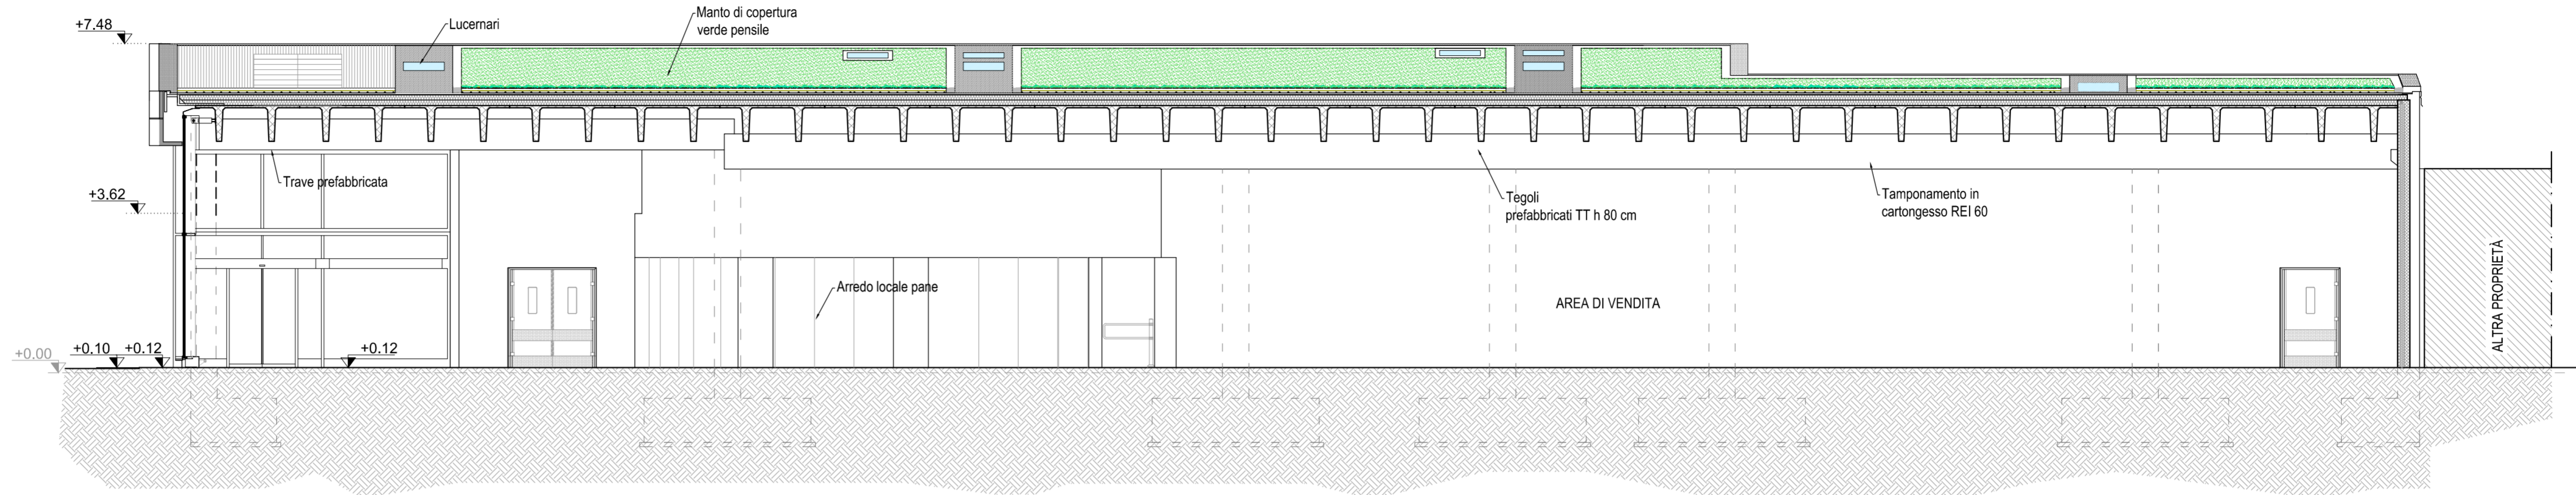 +7.48
Lucernari
Manto di copertura
verde pensile
Trave prefabbricata
+3.62
Tegoli
prefabbricati TT h 80 cm
Tamponamento in
cartongesso REI 60
Arredo locale pane
AREA DI VENDITA
ALTRA PROPRIETÀ
+0.00
+0.10
+0.12
+0.12